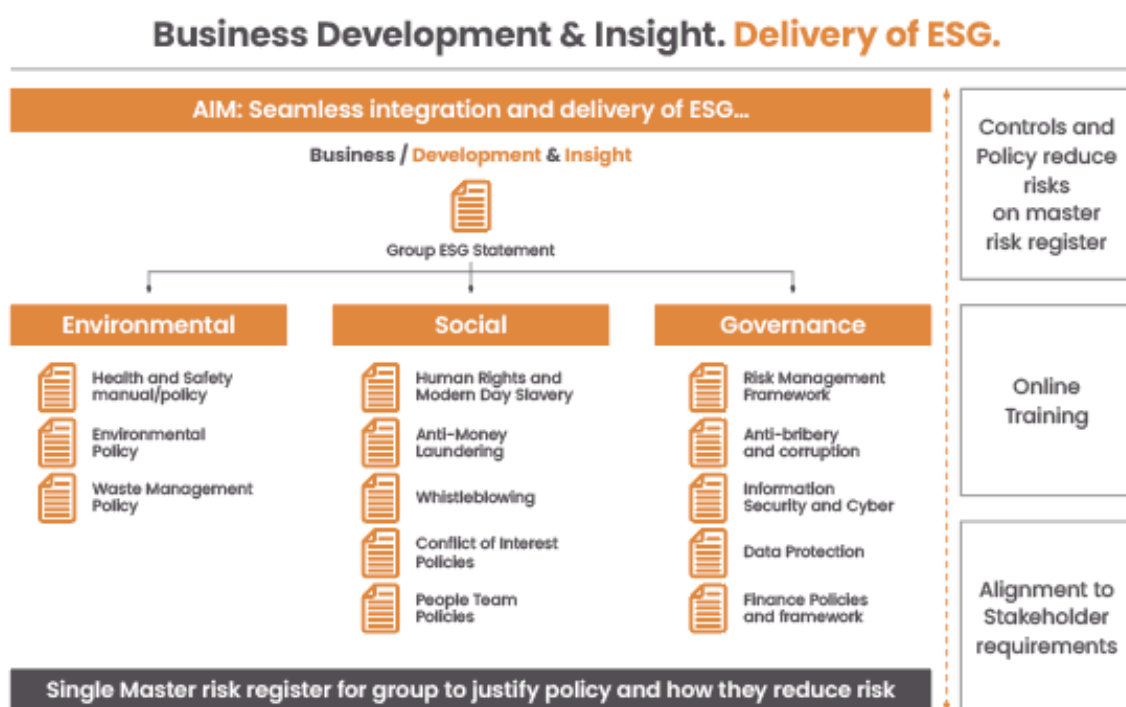 Business Development & Insight. Delivery of ESG.
AIM: Seamless integration and delivery of ESG...
Business / Development & Insight
Group ESG Statement
Environmental
Health and Safety
manual/policy
Environmental
Policy
Waste Management
Policy
Social
Human Rights and
Modern Day Slavery
Anti-Money
Laundering
Whistleblowing
Conflict of Interest
Policies
People Team
Policies
Governance
Risk Management
Framework
Anti-bribery
and corruption
Information
Security and Cyber
Data Protection
Finance Policies
and framework
Single Master risk register for group to justify policy and how they reduce risk
Controls and
Policy reduce
risks
on master
risk register
Online
Training
Alignment to
Stakeholder
requirements